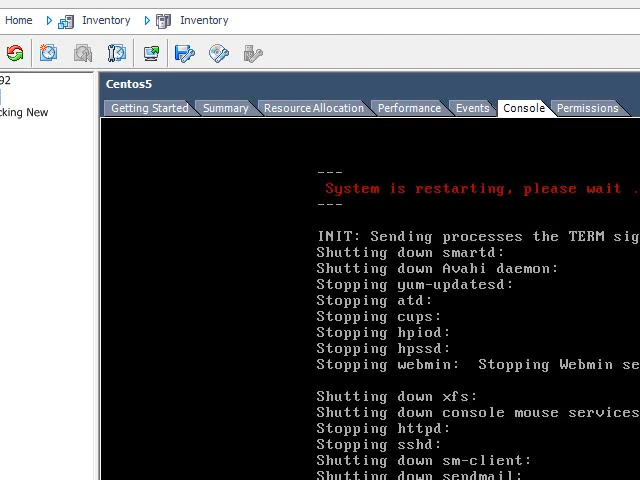 Home Inventory Inventory
92
cking New
Centos5
Getting Started Summary Resource Allocation Performance Events Console Permissions
---
System is restarting, please wait .
---
INIT: Sending processes the TERM sig
Shutting down smartd:
Shutting down Avahi daemon:
Stopping yum-updatesd:
Stopping atd:
Stopping cups:
Stopping hpiod:
Stopping hpssd:
Stopping webmin: Stopping Webmin se
Shutting down xfs:
Shutting down console mouse services
Stopping httpd:
Stopping sshd:
Shutting down sm-client:
Shutting down sendmail: